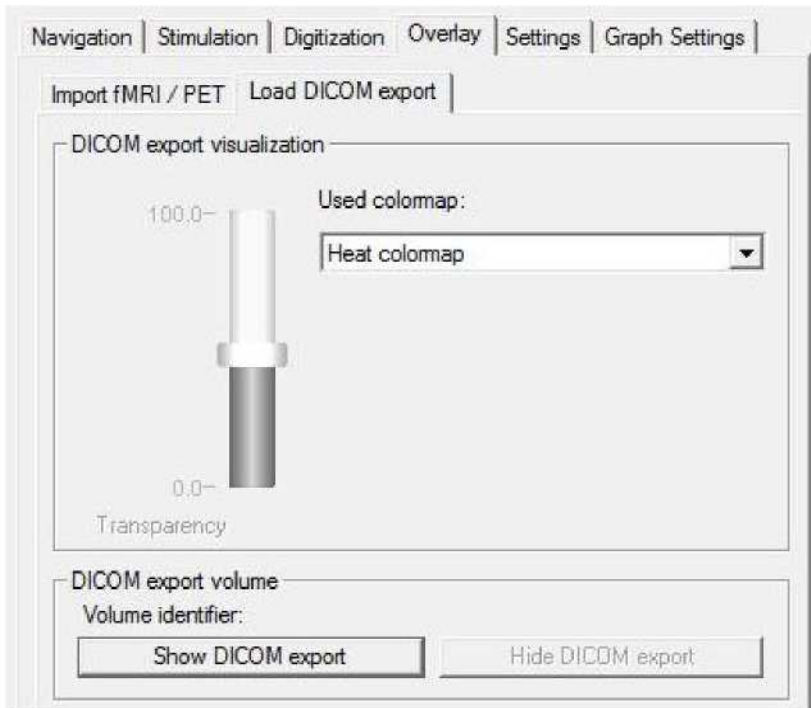 Navigation Stimulation Digitization Overlay Settings Graph Settings
Import fMRI / PET Load DICOM export
DICOM export visualization
100.0
Used colormap:
Heat colormap
0.0
Transparency
DICOM export volume
Volume identifier:
Show DICOM export Hide DICOM export